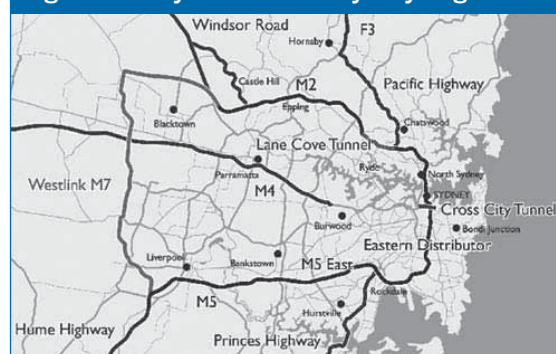 Windsor Road
F3
Hornsby
Castle Hill
M2
Pacific Highway
Epping
Blacktown
Chatswood
Lane Cove Tunnel
Ryde
Parramatta
North Sydney
Westlink M7
M4
SYDNEY
Cross City Tunnel
Burwood
Bondi Junction
Eastern Distributor
Liverpool
Bankstown
M5 East
M5
Rockdale
Hurstville
Hume Highway
Princes Highway